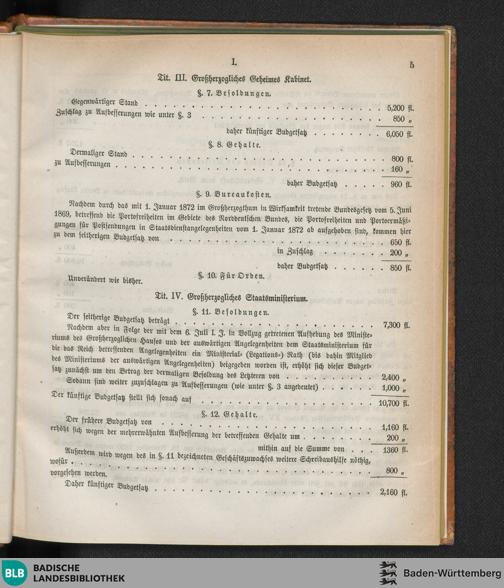 I.
5
Tit. III. Großherzogliches Geheimes Kabinet.
§. 7. Besoldungen.
Gegenwärtiger Stand . . . . . 5,200 fl.
Zuschlag zu Aufbesserungen wie unter §. 3 . . . . . 850 „
daher künftiger Budgetsatz . . . . . 6,050 fl.
§. 8. Gehalte.
Dermaliger Stand . . . . . 800 fl.
zu Aufbesserungen . . . . . 160 „
daher Budgetsatz . . . . . 960 fl.
§. 9. Bureaukosten.
Nachdem durch das mit 1. Januar 1872 im Großherzogthum in Wirksamkeit tretende Bundesgesetz vom 5. Juni
1869, betreffend die Portofreiheiten im Gebiete des Norddeutschen Bundes, die Portofreiheiten und Portoermäßi-
gungen für Postsendungen in Staatsdienstangelegenheiten vom 1. Januar 1872 ab aufgehoben sind, kommen hier
zu dem seitherigen Budgetsatz von . . . . . 650 fl.
in Zuschlag . . . . . 200 „
daher Budgetsatz . . . . . 850 fl.
§. 10. Für Orden.
Unverändert wie bisher.
Tit. IV. Großherzogliches Staatsministerium.
§. 11. Besoldungen.
Der seitherige Budgetsatz beträgt . . . . . 7,300 fl.
Nachdem aber in Folge der mit dem 6. Juli l. J. in Vollzug getretenen Aufhebung des Ministe-
riums des Großherzoglichen Hauses und der auswärtigen Angelegenheiten dem Staatsministerium für
die das Reich betreffenden Angelegenheiten ein Ministerial- (Legations-) Rath (bis dahin Mitglied
des Ministeriums der auswärtigen Angelegenheiten) beigegeben worden ist, erhöht sich dieser Budget-
satz zunächst um den Betrag der dermaligen Besoldung des Letzteren von . . . . . 2,400 „
Sodann sind weiter zuzuschlagen zu Aufbesserungen (wie unter §. 3 angedeutet) . . . . . 1,000 „
Der künftige Budgetsatz stellt sich sonach auf . . . . . 10,700 fl.
§. 12. Gehalte.
Der frühere Budgetsatz von . . . . . 1,160 fl.
erhöht sich wegen der mehrerwähnten Aufbesserung der betreffenden Gehalte um . . . . . 200 „
mithin auf die Summe von . . . . . 1360 fl.
Außerdem wird wegen des in §. 11 bezeichneten Geschäftszuwachses weitere Schreibaushilfe nöthig,
wofür . . . . . 800 „
vorgesehen werden.
Daher künftiger Budgetsatz . . . . . 2,160 fl.
BLB
BADISCHE
LANDESBIBLIOTHEK
Baden-Württemberg